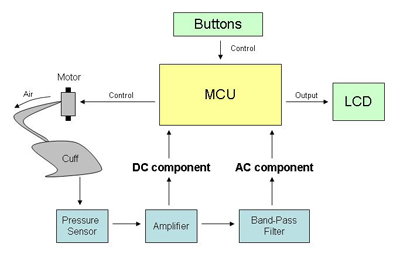 Buttons
Control
Motor
Air
Control
MCU
Output
LCD
Cuff
DC component
AC component
Pressure
Sensor
Amplifier
Band-Pass
Filter